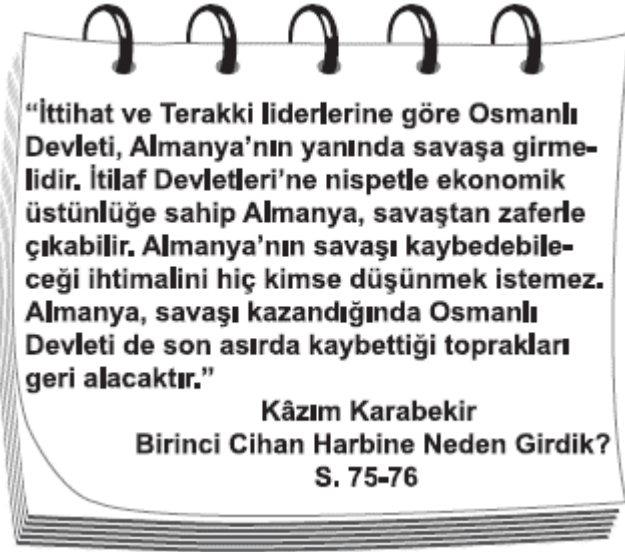 “İttihat ve Terakki liderlerine göre Osmanlı
Devleti, Almanya’nın yanında savaşa girme-
lidir. İtilaf Devletleri’ne nispetle ekonomik
üstünlüğe sahip Almanya, savaştan zaferle
çıkabilir. Almanya’nın savaşı kaybedebile-
ceği ihtimalini hiç kimse düşünmek istemez.
Almanya, savaşı kazandığında Osmanlı
Devleti de son asırda kaybettiği toprakları
geri alacaktır.”
Kâzım Karabekir
Birinci Cihan Harbine Neden Girdik?
S. 75-76